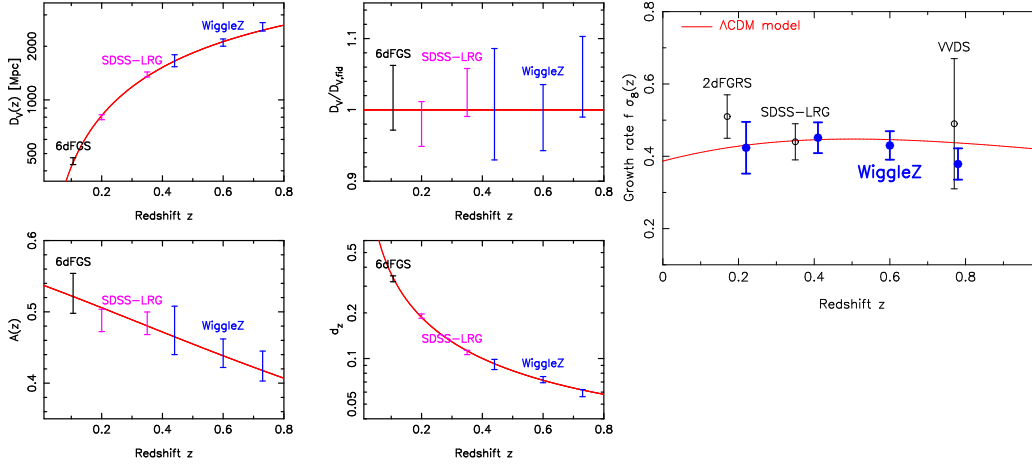 D_V(z) [Mpc]
2000
1000
500
6dFGS
SDSS-LRG
WiggleZ
0.2 0.4 0.6 0.8
Redshift z
D_V/D_{V,fid}
1.1
1
0.9
6dFGS
SDSS-LRG
WiggleZ
0.2 0.4 0.6 0.8
Redshift z
Growth rate f σ_8(z)
0.8
0.6
0.4
0.2
ΛCDM model
2dFGRS
SDSS-LRG
VVDS
WiggleZ
0 0.2 0.4 0.6 0.8
Redshift z
A(z)
0.6
0.5
0.4
6dFGS
SDSS-LRG
WiggleZ
0.2 0.4 0.6 0.8
Redshift z
d_z
0.5
0.2
0.1
0.05
6dFGS
SDSS-LRG
WiggleZ
0.2 0.4 0.6 0.8
Redshift z